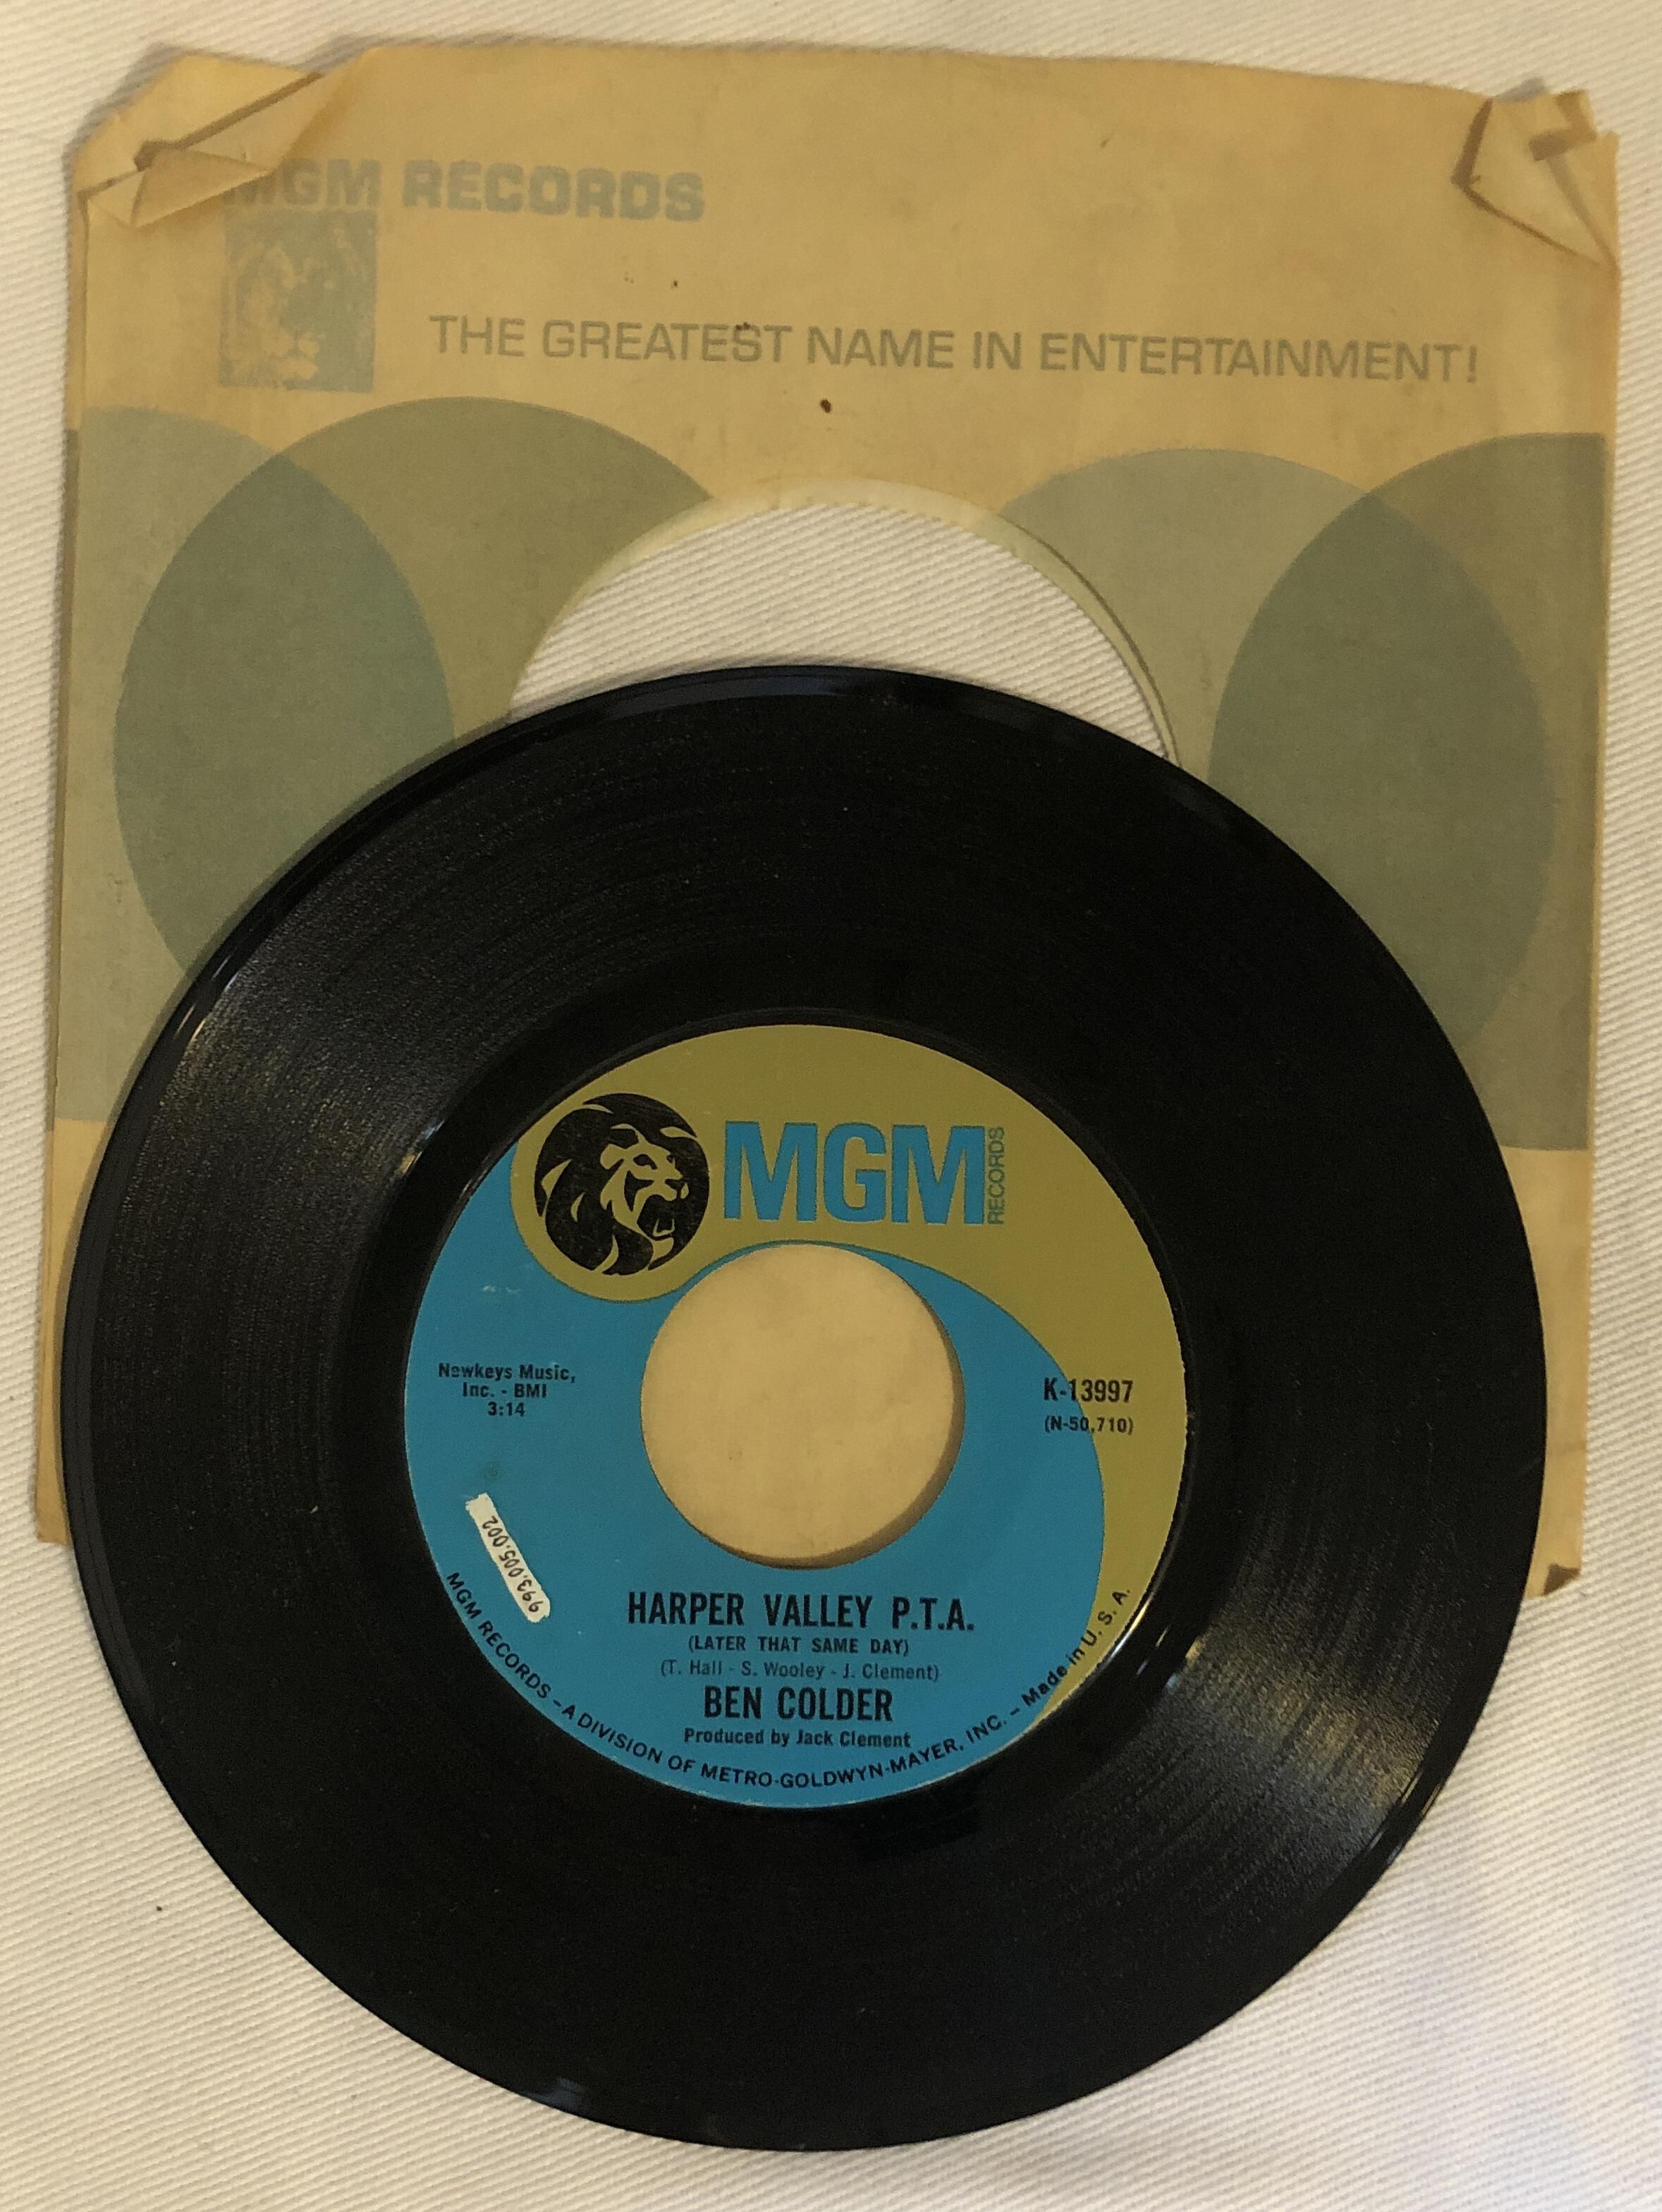 MGM RECORDS
THE GREATEST NAME IN ENTERTAINMENT!
MGM
RECORDS
Newkeys Music,
Inc. - BMI
3:14
K-13997
(N-50,710)
993.005.002
HARPER VALLEY P.T.A.
(LATER THAT SAME DAY)
(T. Hall - S. Wooley - J. Clement)
BEN COLDER
Produced by Jack Clement
MGM RECORDS – A DIVISION OF METRO-GOLDWYN-MAYER, INC. – Made in U. S. A.